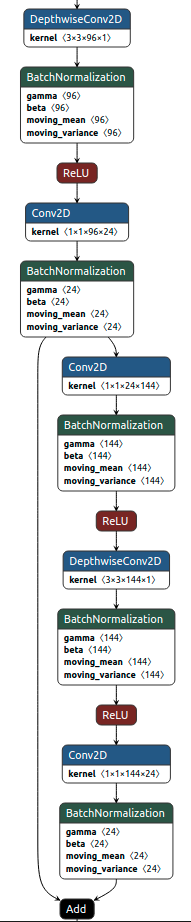 DepthwiseConv2D
kernel ⟨3×3×96×1⟩
BatchNormalization
gamma ⟨96⟩
beta ⟨96⟩
moving_mean ⟨96⟩
moving_variance ⟨96⟩
ReLU
Conv2D
kernel ⟨1×1×96×24⟩
BatchNormalization
gamma ⟨24⟩
beta ⟨24⟩
moving_mean ⟨24⟩
moving_variance ⟨24⟩
Conv2D
kernel ⟨1×1×24×144⟩
BatchNormalization
gamma ⟨144⟩
beta ⟨144⟩
moving_mean ⟨144⟩
moving_variance ⟨144⟩
ReLU
DepthwiseConv2D
kernel ⟨3×3×144×1⟩
BatchNormalization
gamma ⟨144⟩
beta ⟨144⟩
moving_mean ⟨144⟩
moving_variance ⟨144⟩
ReLU
Conv2D
kernel ⟨1×1×144×24⟩
BatchNormalization
gamma ⟨24⟩
beta ⟨24⟩
moving_mean ⟨24⟩
moving_variance ⟨24⟩
Add